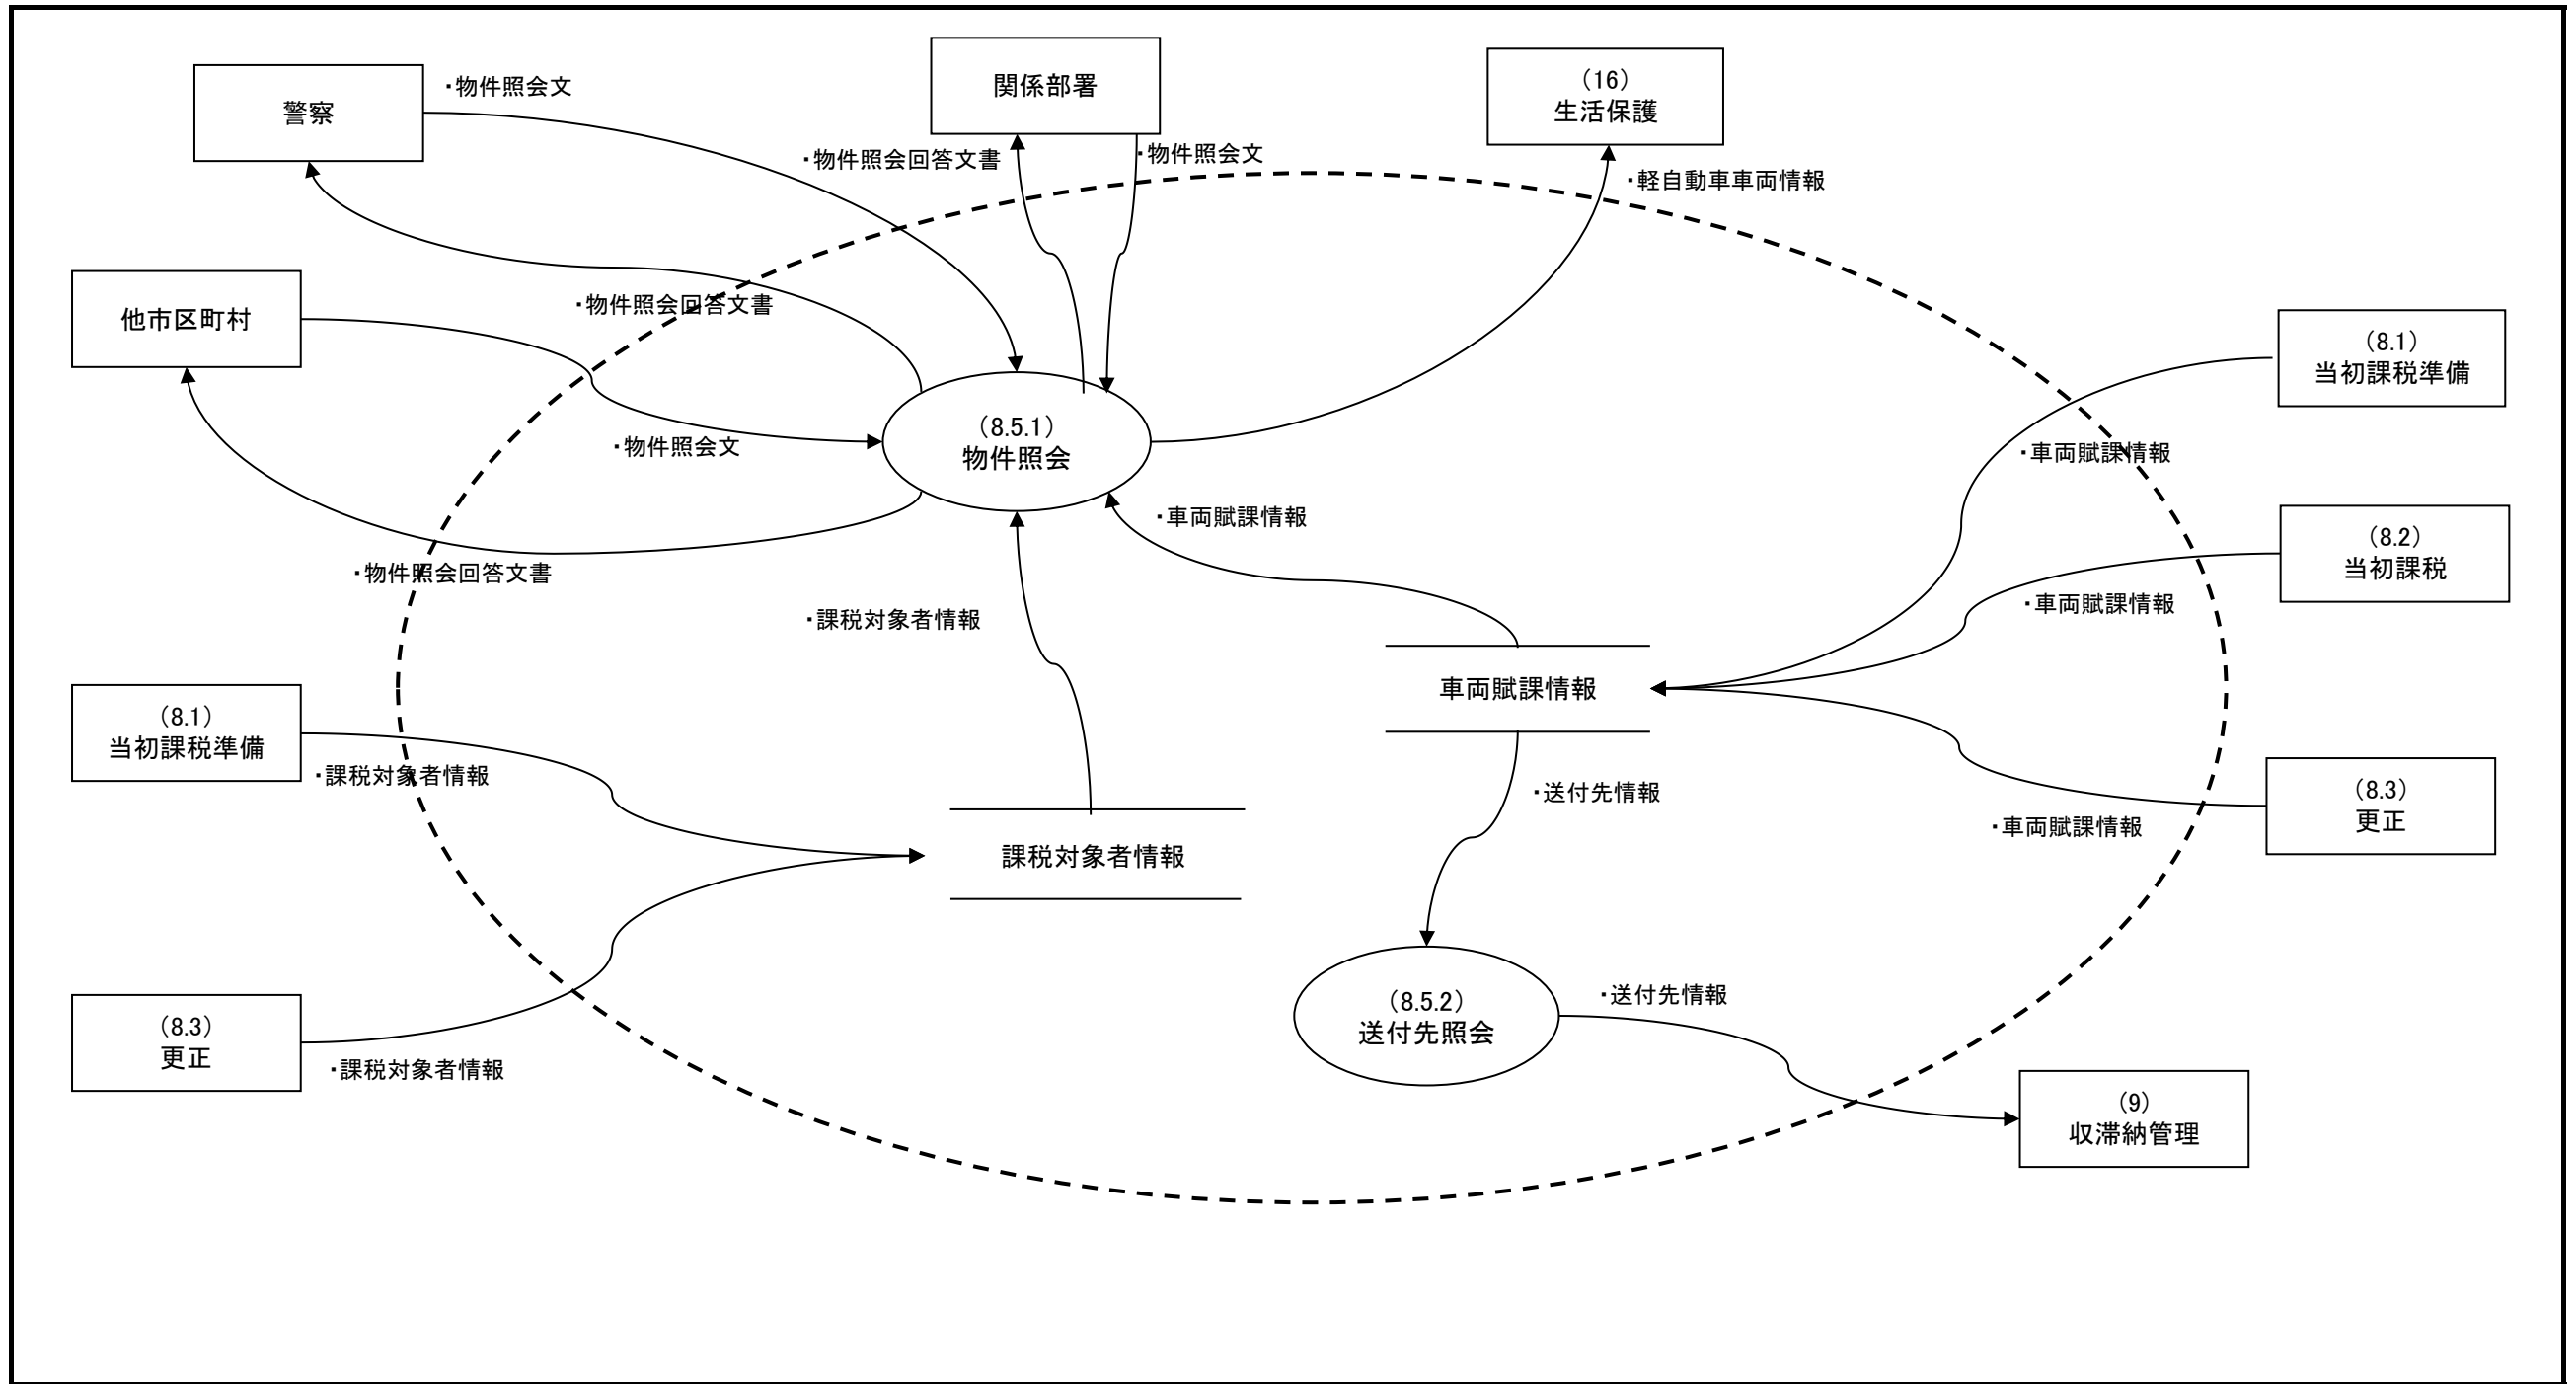 関係部署
(16)
生活保護
警察
・物件照会文
・物件照会回答文書
・物件照会文
・軽自動車車両情報
他市区町村
・物件照会回答文書
(8.1)
当初課税準備
(8.5.1)
物件照会
・物件照会文
・車両賦課情報
・車両賦課情報
(8.2)
当初課税
・物件照会回答文書
・課税対象者情報
・車両賦課情報
車両賦課情報
(8.1)
当初課税準備
・課税対象者情報
・送付先情報
(8.3)
更正
・車両賦課情報
課税対象者情報
(8.5.2)
送付先照会
・送付先情報
(8.3)
更正
・課税対象者情報
(9)
収滞納管理